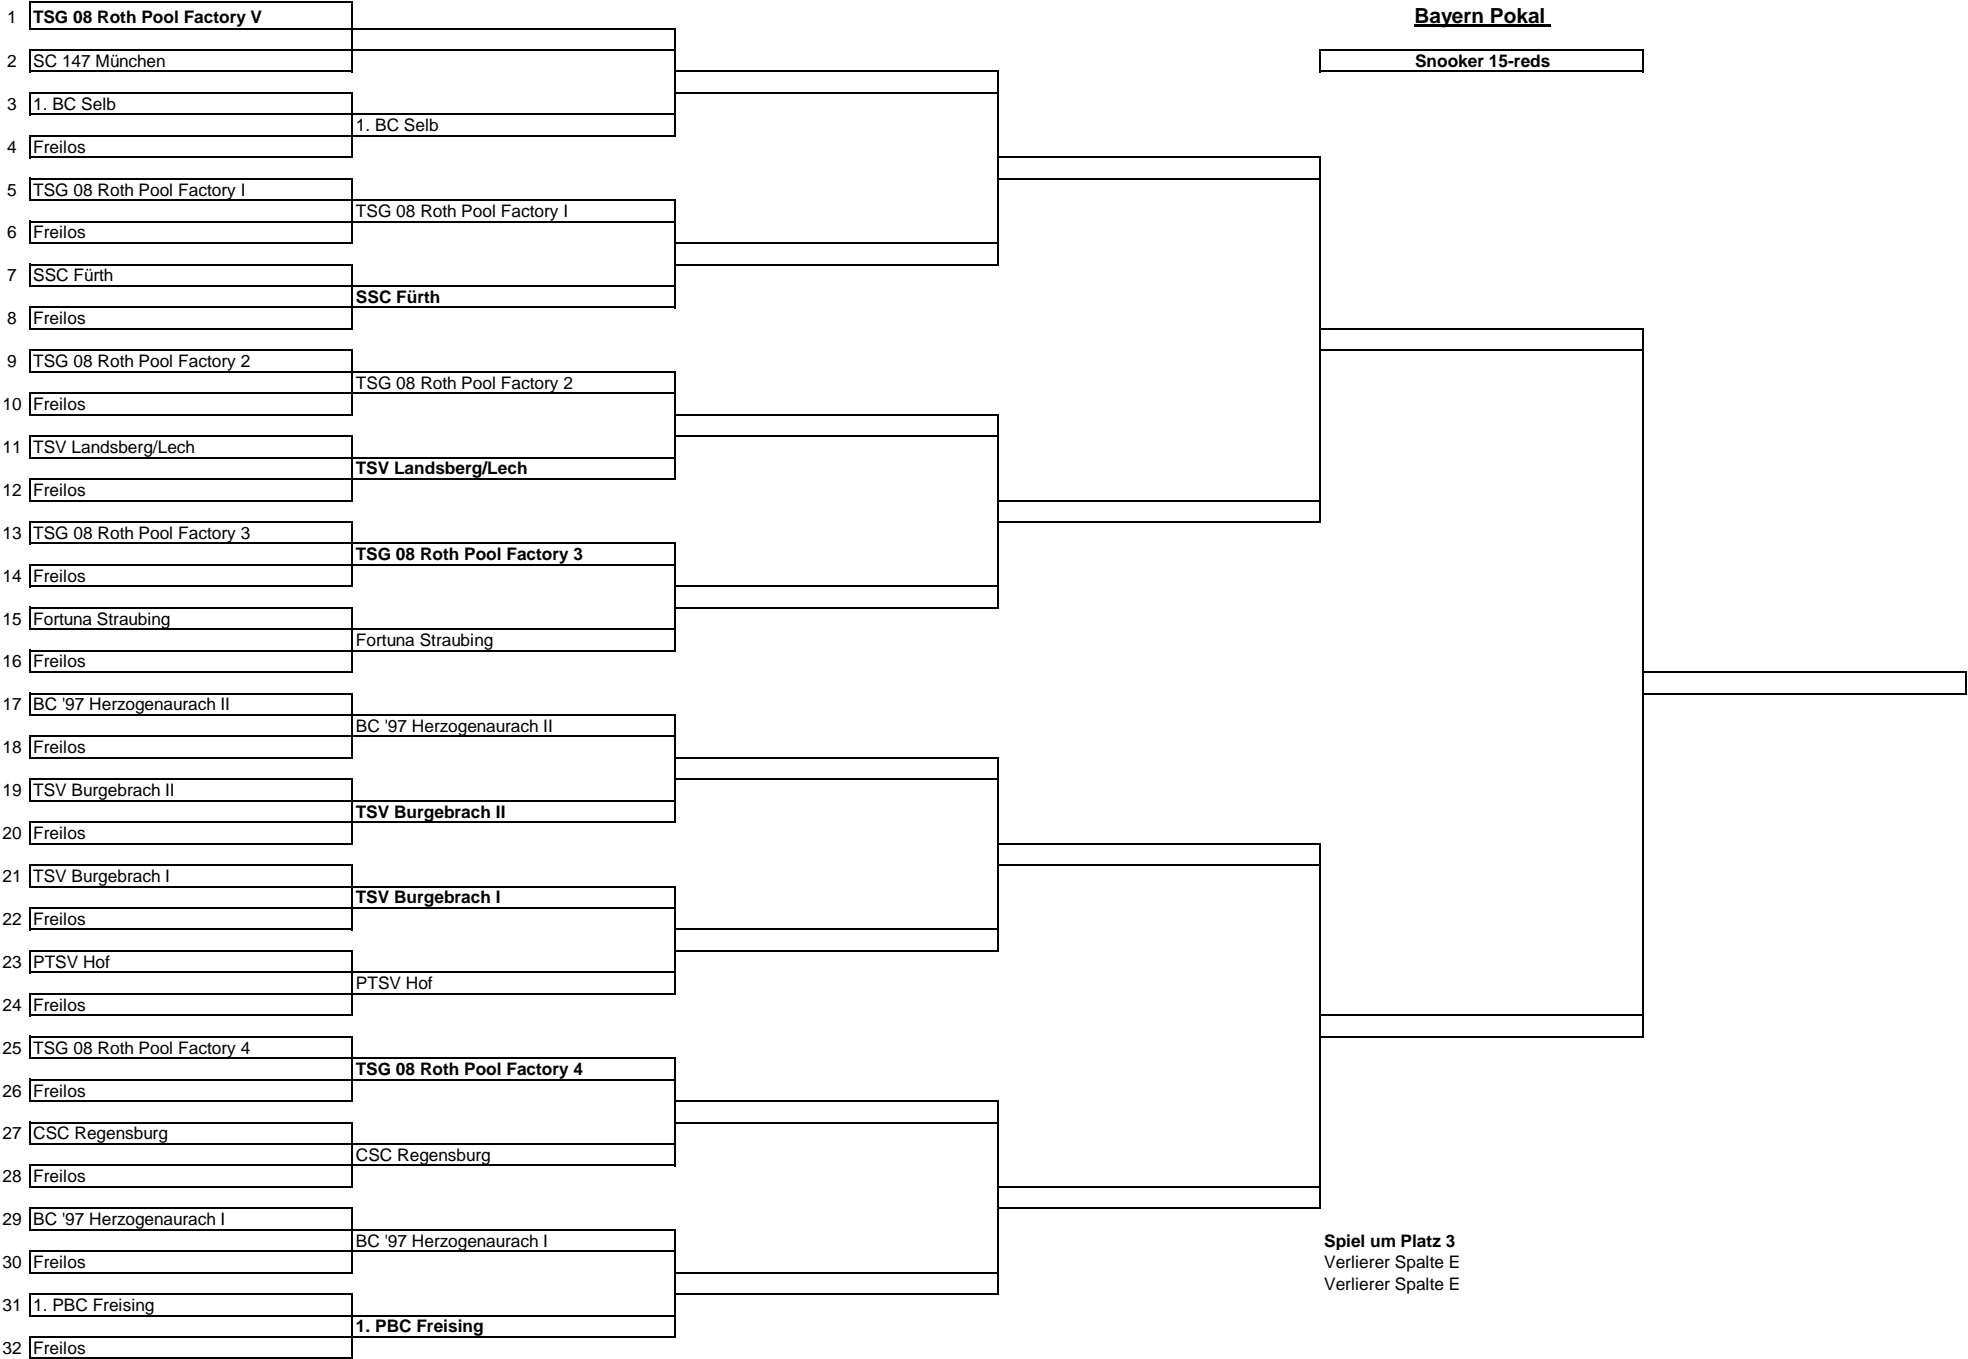 1 TSG 08 Roth Pool Factory V
Bayern Pokal
2 SC 147 München
Snooker 15-reds
3 1. BC Selb
1. BC Selb
4 Freilos
5 TSG 08 Roth Pool Factory I
TSG 08 Roth Pool Factory I
6 Freilos
7 SSC Fürth
SSC Fürth
8 Freilos
9 TSG 08 Roth Pool Factory 2
TSG 08 Roth Pool Factory 2
10 Freilos
11 TSV Landsberg/Lech
TSV Landsberg/Lech
12 Freilos
13 TSG 08 Roth Pool Factory 3
TSG 08 Roth Pool Factory 3
14 Freilos
15 Fortuna Straubing
Fortuna Straubing
16 Freilos
17 BC '97 Herzogenaurach II
BC '97 Herzogenaurach II
18 Freilos
19 TSV Burgebrach II
TSV Burgebrach II
20 Freilos
21 TSV Burgebrach I
TSV Burgebrach I
22 Freilos
23 PTSV Hof
PTSV Hof
24 Freilos
25 TSG 08 Roth Pool Factory 4
TSG 08 Roth Pool Factory 4
26 Freilos
27 CSC Regensburg
CSC Regensburg
28 Freilos
29 BC '97 Herzogenaurach I
BC '97 Herzogenaurach I
Spiel um Platz 3
30 Freilos
Verlierer Spalte E
Verlierer Spalte E
31 1. PBC Freising
1. PBC Freising
32 Freilos